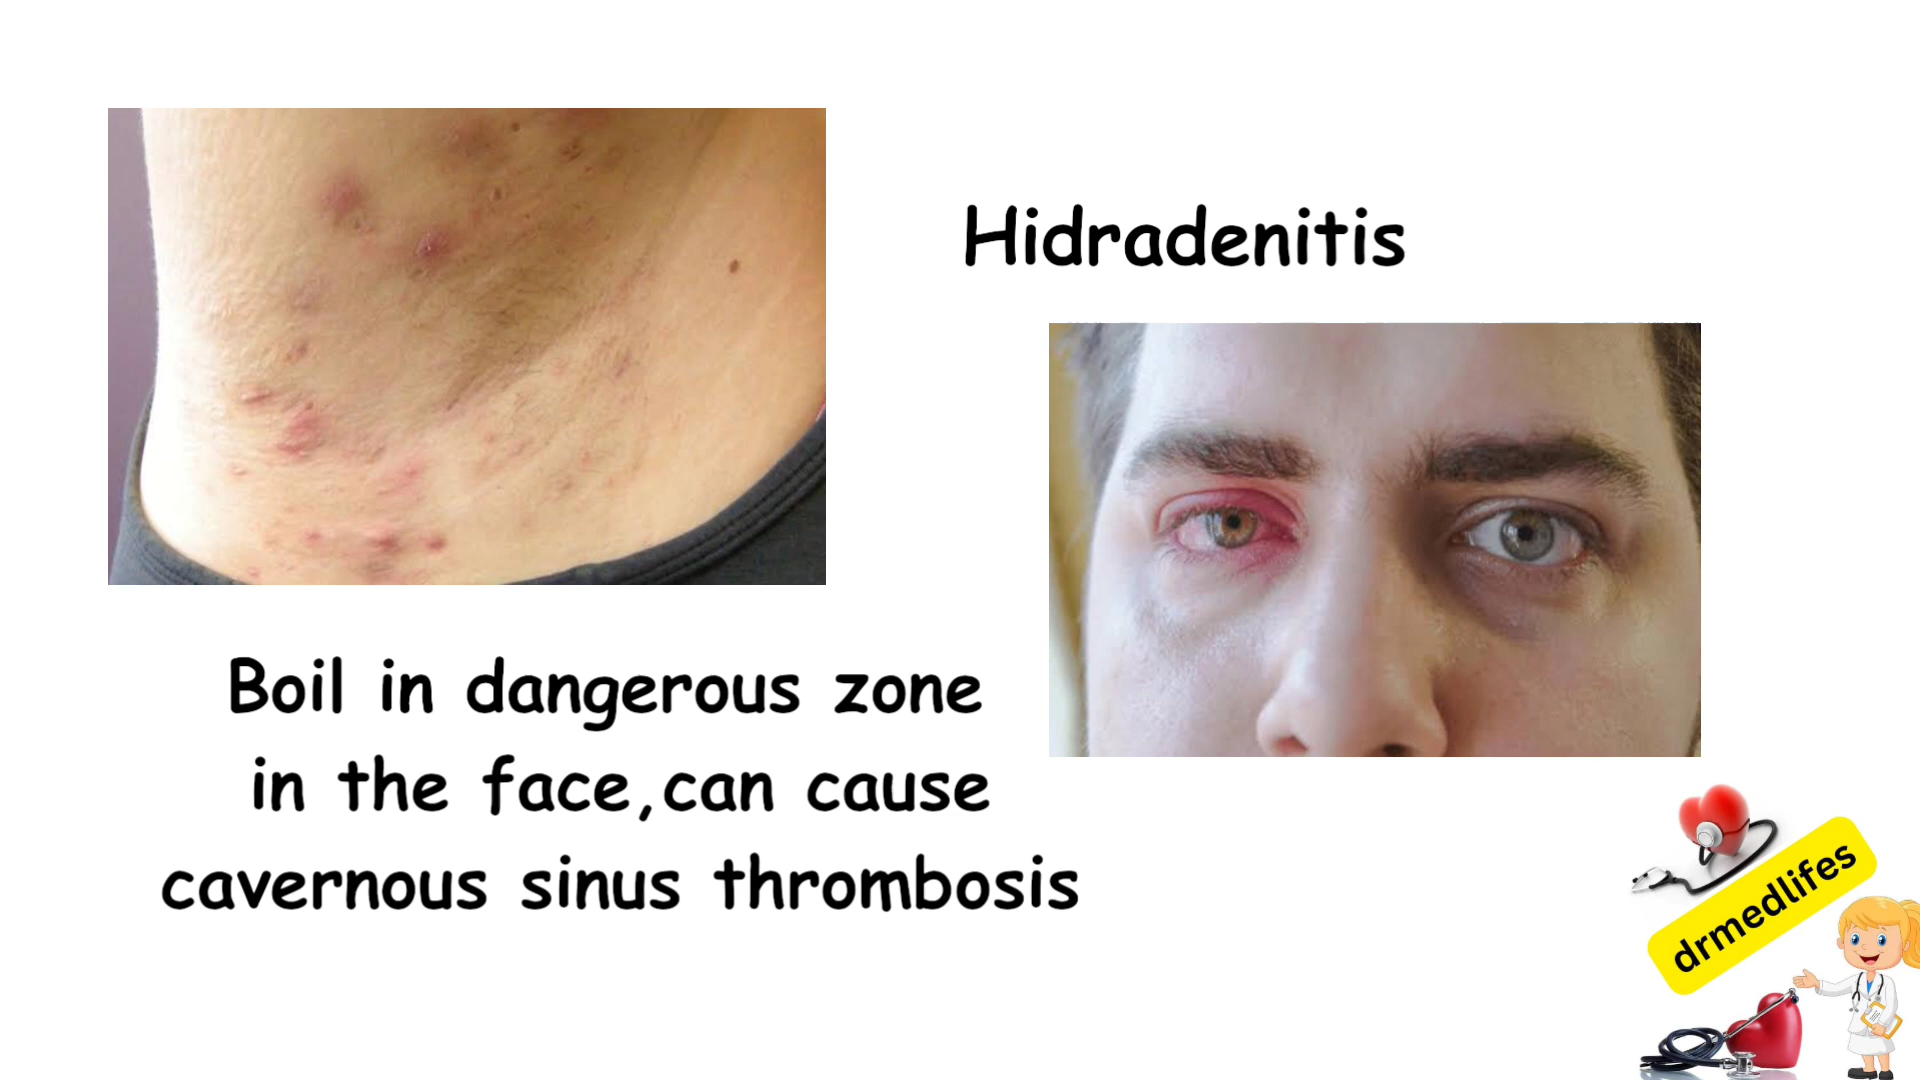 Hidradenitis
Boil in dangerous zone
in the face,can cause
cavernous sinus thrombosis
drmedlifes